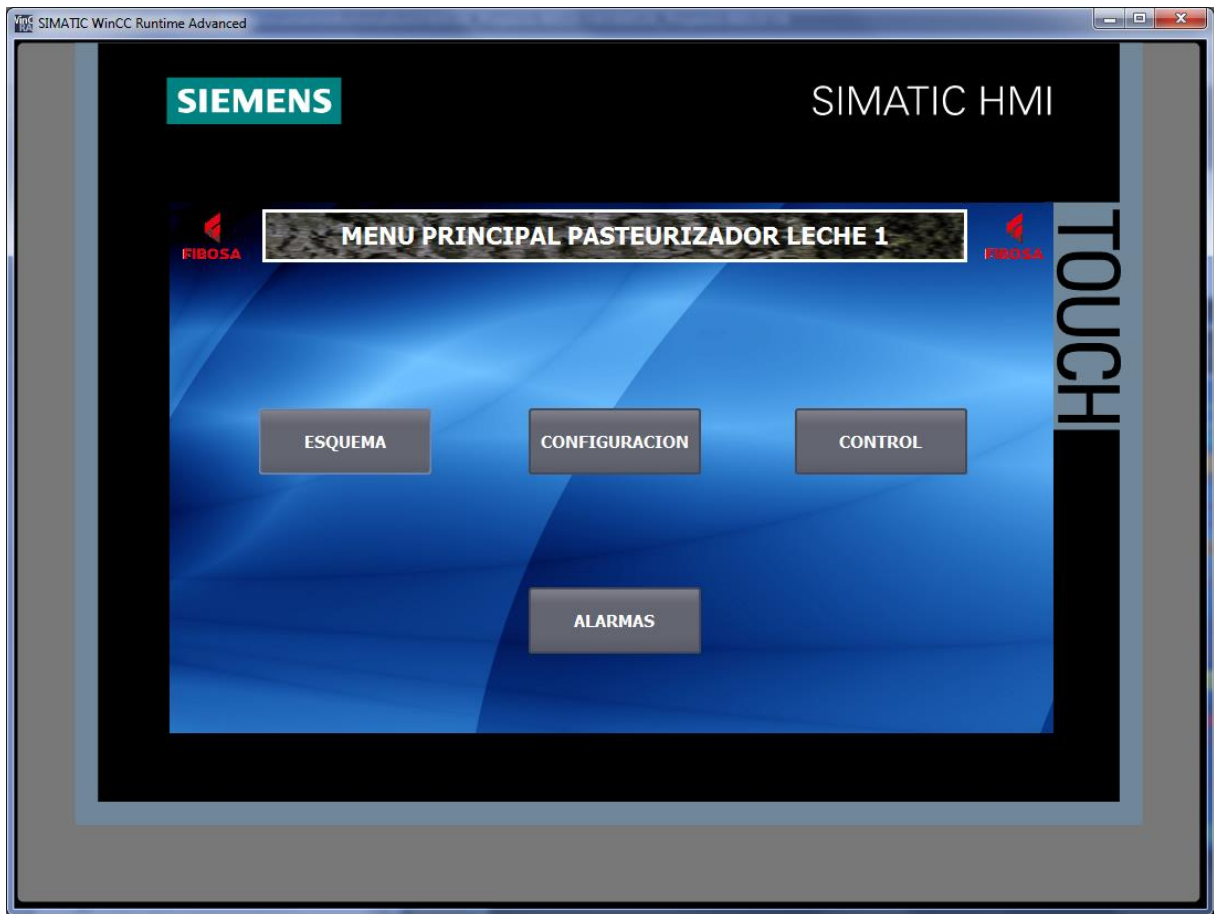 SIMATIC WinCC Runtime Advanced
SIEMENS
SIMATIC HMI
TOUCH
FIBOSA
MENU PRINCIPAL PASTEURIZADOR LECHE 1
FIBOSA
ESQUEMA
CONFIGURACION
CONTROL
ALARMAS